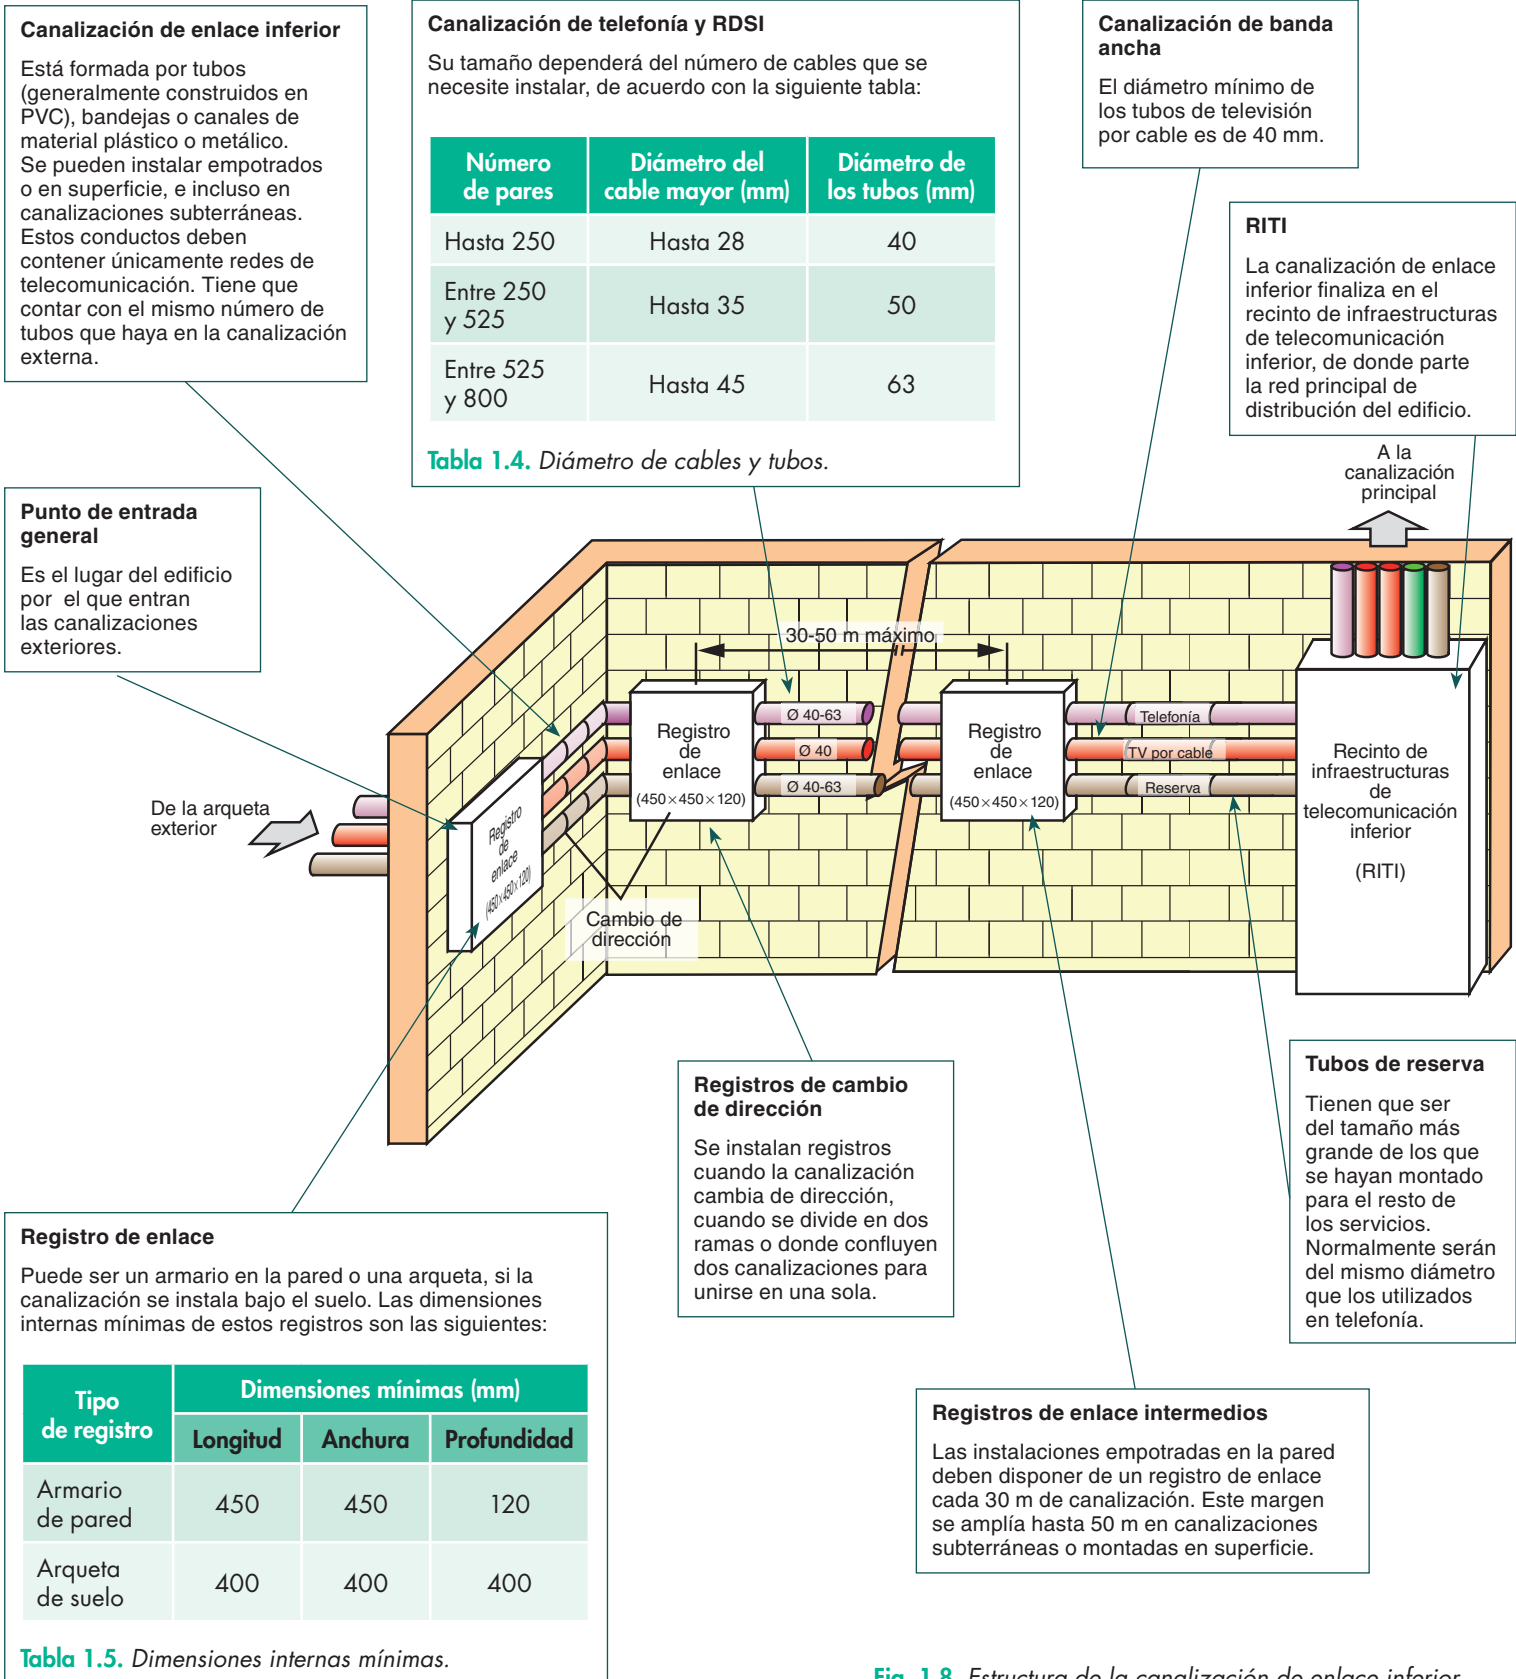 Canalización de enlace inferior
Está formada por tubos
(generalmente construidos en
PVC), bandejas o canales de
material plástico o metálico.
Se pueden instalar empotrados
o en superficie, e incluso en
canalizaciones subterráneas.
Estos conductos deben
contener únicamente redes de
telecomunicación. Tiene que
contar con el mismo número de
tubos que haya en la canalización
externa.
Canalización de telefonía y RDSI
Su tamaño dependerá del número de cables que se
necesite instalar, de acuerdo con la siguiente tabla:
Número de pares | Diámetro del cable mayor (mm) | Diámetro de los tubos (mm)
Hasta 250 | Hasta 28 | 40
Entre 250 y 525 | Hasta 35 | 50
Entre 525 y 800 | Hasta 45 | 63
Tabla 1.4. Diámetro de cables y tubos.
Canalización de banda
ancha
El diámetro mínimo de
los tubos de televisión
por cable es de 40 mm.
RITI
La canalización de enlace
inferior finaliza en el
recinto de infraestructuras
de telecomunicación
inferior, de donde parte
la red principal de
distribución del edificio.
A la
canalización
principal
Punto de entrada
general
Es el lugar del edificio
por el que entran
las canalizaciones
exteriores.
30-50 m máximo
De la arqueta
exterior
Registro
de
enlace
(450×450×120)
Registro
de
enlace
(450×450×120)
Ø 40-63
Ø 40
Ø 40-63
Registro
de
enlace
(450×450×120)
Telefonía
TV por cable
Reserva
Recinto de
infraestructuras
de
telecomunicación
inferior
(RITI)
Cambio de
dirección
Registros de cambio
de dirección
Se instalan registros
cuando la canalización
cambia de dirección,
cuando se divide en dos
ramas o donde confluyen
dos canalizaciones para
unirse en una sola.
Tubos de reserva
Tienen que ser
del tamaño más
grande de los que
se hayan montado
para el resto de
los servicios.
Normalmente serán
del mismo diámetro
que los utilizados
en telefonía.
Registro de enlace
Puede ser un armario en la pared o una arqueta, si la
canalización se instala bajo el suelo. Las dimensiones
internas mínimas de estos registros son las siguientes:
Tipo de registro | Dimensiones mínimas (mm)
Longitud | Anchura | Profundidad
Armario de pared | 450 | 450 | 120
Arqueta de suelo | 400 | 400 | 400
Tabla 1.5. Dimensiones internas mínimas.
Registros de enlace intermedios
Las instalaciones empotradas en la pared
deben disponer de un registro de enlace
cada 30 m de canalización. Este margen
se amplía hasta 50 m en canalizaciones
subterráneas o montadas en superficie.
Fig. 1.8. Estructura de la canalización de enlace inferior